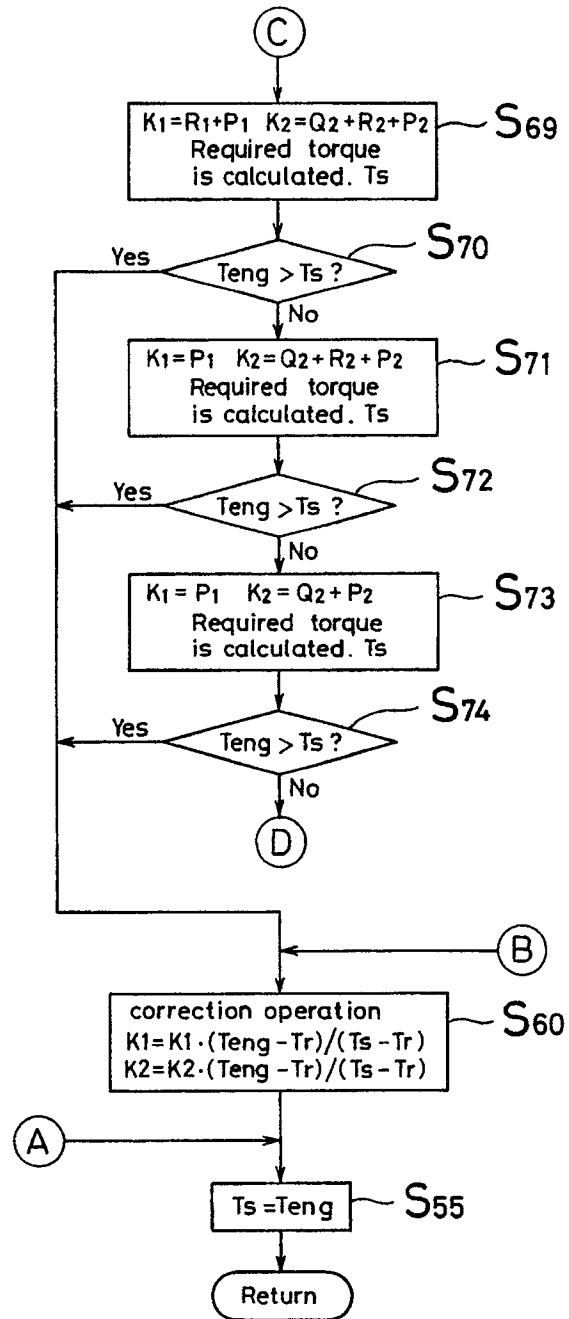 C
K1=R1+P1 K2=Q2+R2+P2
Required torque
is calculated. Ts
S69
Yes
Teng > Ts ?
S70
No
K1=P1 K2=Q2+R2+P2
Required torque
is calculated. Ts
S71
Yes
Teng > Ts ?
S72
No
K1= P1 K2= Q2+P2
Required torque
is calculated. Ts
S73
Yes
Teng > Ts ?
S74
No
D
B
correction operation
K1=K1·(Teng-Tr)/(Ts-Tr)
K2=K2·(Teng-Tr)/(Ts-Tr)
S60
A
Ts =Teng
S55
Return